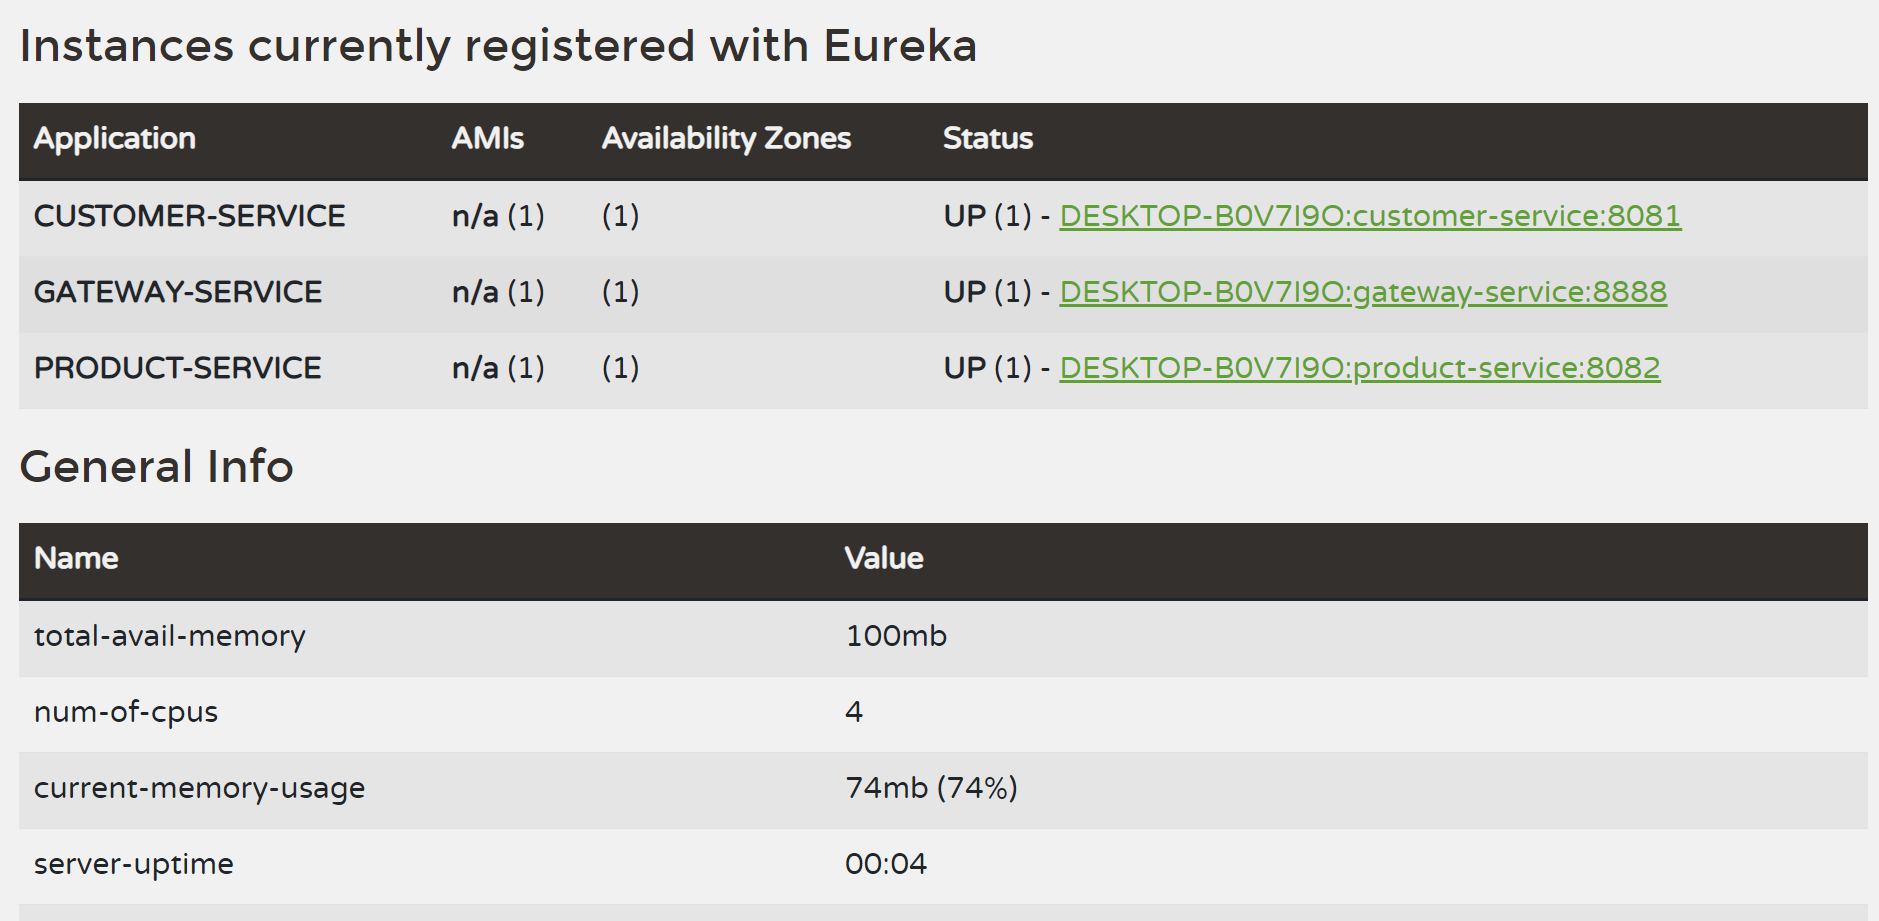 Instances currently registered with Eureka
Application AMIs Availability Zones Status
CUSTOMER-SERVICE n/a (1) (1) UP (1) - DESKTOP-B0V7I9O:customer-service:8081
GATEWAY-SERVICE n/a (1) (1) UP (1) - DESKTOP-B0V7I9O:gateway-service:8888
PRODUCT-SERVICE n/a (1) (1) UP (1) - DESKTOP-B0V7I9O:product-service:8082
General Info
Name Value
total-avail-memory 100mb
num-of-cpus 4
current-memory-usage 74mb (74%)
server-uptime 00:04